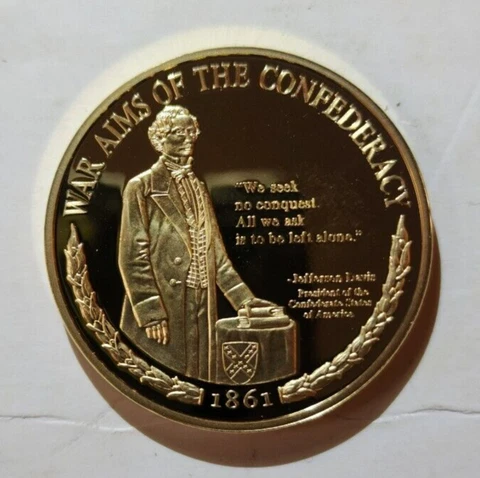 WAR AIMS OF THE CONFEDERACY
"We seek
no conquest.
All we ask
is to be left alone."
-Jefferson Davis
President of the
Confederate States
of America
1861